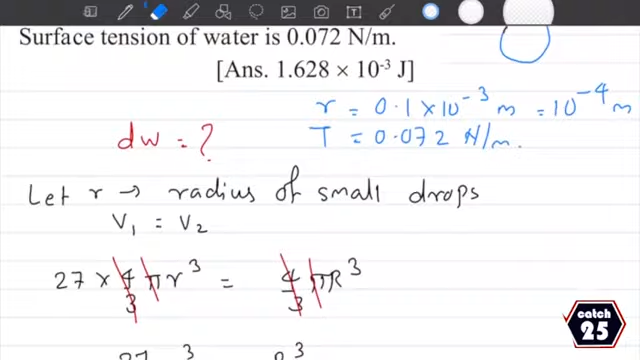 Surface tension of water is 0.072 N/m.
[Ans. 1.628 × 10⁻³ J]
r = 0.1 × 10⁻³ m = 10⁻⁴ m
T = 0.072 N/m.
dw = ?
Let r → radius of small drops
V₁ = V₂
27 × 4/3 πr³ = 4/3 πR³
catch
25